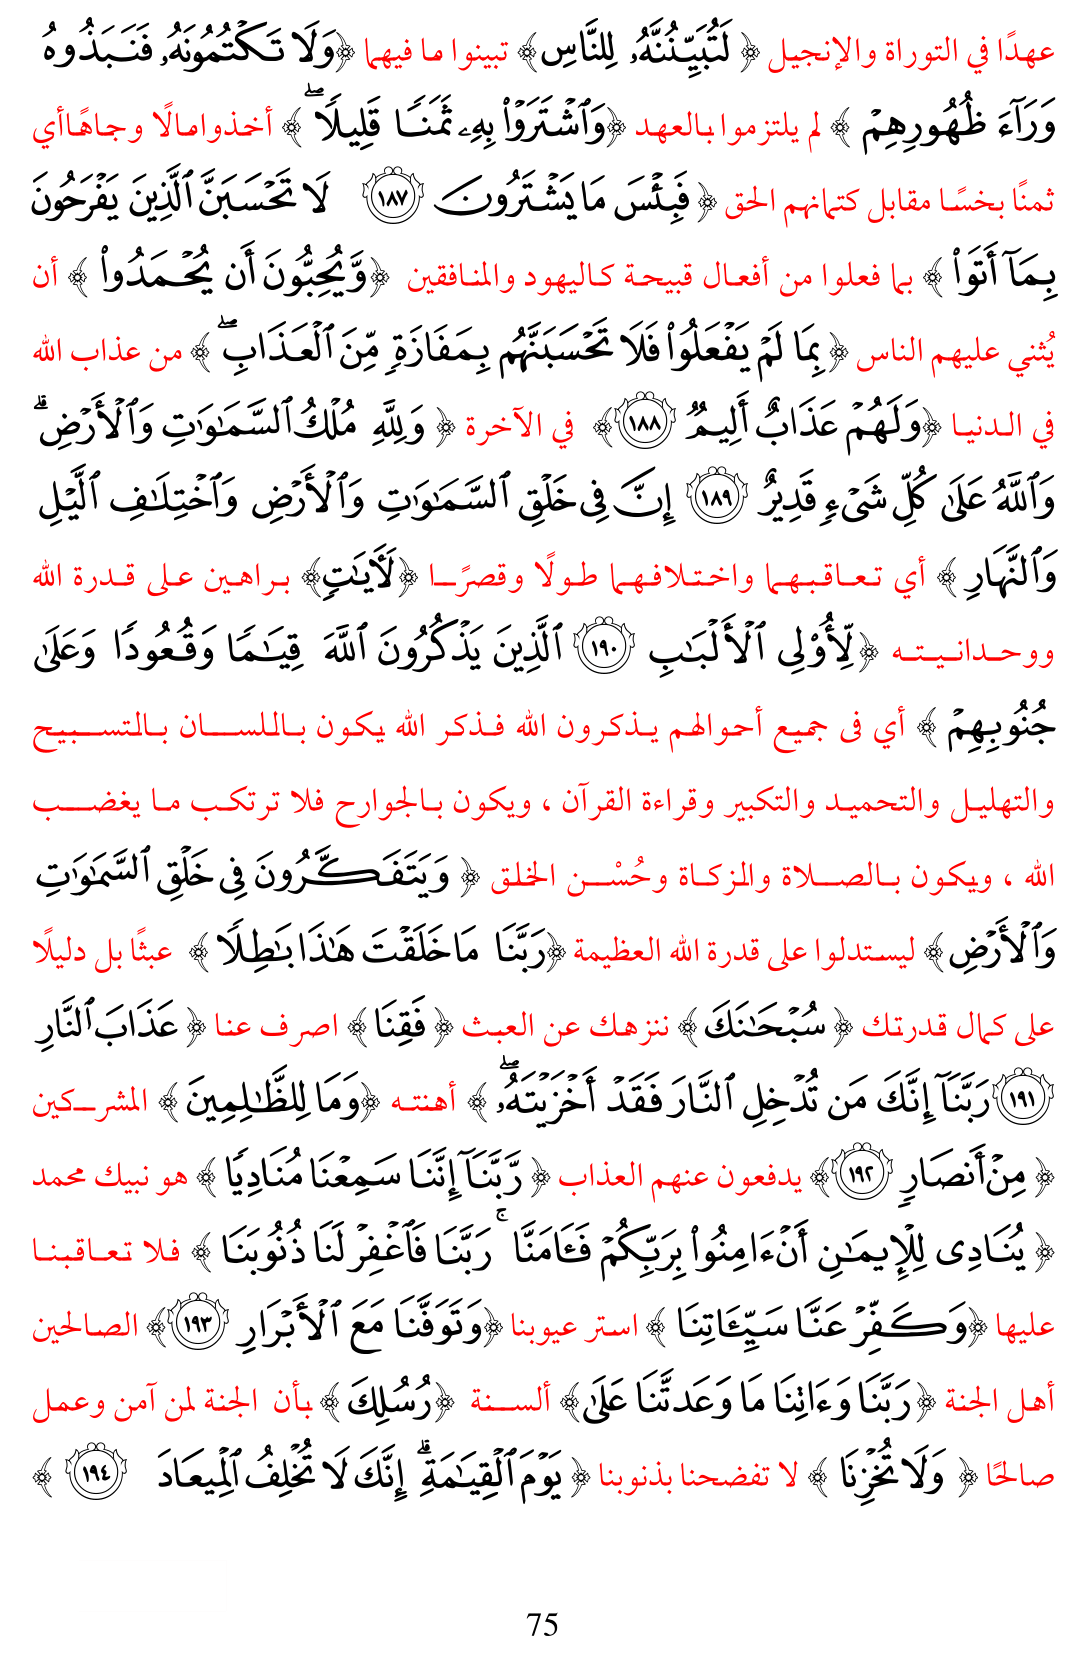 عهدًا في التوراة والإنجيل ﴿ لَتُبَيِّنُنَّهُۥ لِلنَّاسِ﴾ تبينوا ما فيهما ﴿وَلَا تَكْتُمُونَهُۥ فَنَبَذُوهُ
وَرَآءَ ظُهُورِهِمْ ﴾ لم يلتزموا بالعهد ﴿وَٱشْتَرَوْا۟ بِهِۦ ثَمَنًا قَلِيلًا ۖ ﴾ أخذوامالًا وجاهًاأي
ثمنًا بخسًا مقابل كتمانهم الحق ﴿ فَبِئْسَ مَا يَشْتَرُونَ ١٨٧ لَا تَحْسَبَنَّ ٱلَّذِينَ يَفْرَحُونَ
بِمَآ أَتَوا۟ ﴾ بما فعلوا من أفعال قبيحة كاليهود والمنافقين ﴿وَّيُحِبُّونَ أَن يُحْمَدُوا۟ ﴾ أن
يُثني عليهم الناس ﴿ بِمَا لَمْ يَفْعَلُوا۟ فَلَا تَحْسَبَنَّهُم بِمَفَازَةٍ مِّنَ ٱلْعَذَابِ ۖ ﴾ من عذاب الله
في الدنيا ﴿وَلَهُمْ عَذَابٌ أَلِيمٌ ١٨٨﴾ في الآخرة ﴿ وَلِلَّهِ مُلْكُ ٱلسَّمَٰوَٰتِ وَٱلْأَرْضِ ۗ
وَٱللَّهُ عَلَىٰ كُلِّ شَىْءٍ قَدِيرٌ ١٨٩ إِنَّ فِى خَلْقِ ٱلسَّمَٰوَٰتِ وَٱلْأَرْضِ وَٱخْتِلَٰفِ ٱلَّيْلِ
وَٱلنَّهَارِ ﴾ أي تعاقبهما واختلافهما طولًا وقصرًا ﴿لَءَايَٰتٍ﴾ براهين على قدرة الله
ووحدانيته ﴿لِّأُو۟لِى ٱلْأَلْبَٰبِ ١٩٠ ٱلَّذِينَ يَذْكُرُونَ ٱللَّهَ قِيَٰمًا وَقُعُودًا وَعَلَىٰ
جُنُوبِهِمْ ﴾ أي فى جميع أحوالهم يذكرون الله فذكر الله يكون بالسان بالتسبيح
والتهليل والتحميد والتكبير وقراءة القرآن ، ويكون بالجوارح فلا ترتكب ما يغضب
الله ، ويكون بالصلاة والزكاة وحُسْن الخلق ﴿ وَيَتَفَكَّرُونَ فِى خَلْقِ ٱلسَّمَٰوَٰتِ
وَٱلْأَرْضِ﴾ ليستدلوا على قدرة الله العظيمة ﴿رَبَّنَا مَا خَلَقْتَ هَٰذَا بَٰطِلًا ﴾ عبثًا بل دليلًا
على كمال قدرتك ﴿ سُبْحَٰنَكَ﴾ ننزهك عن العبث ﴿ فَقِنَا﴾ اصرف عنا ﴿ عَذَابَ ٱلنَّارِ
١٩١ رَبَّنَآ إِنَّكَ مَن تُدْخِلِ ٱلنَّارَ فَقَدْ أَخْزَيْتَهُۥ ۖ ﴾ أهنته ﴿وَمَا لِلظَّٰلِمِينَ﴾ المشركين
﴿ مِنْ أَنصَارٍ ١٩٢﴾ يدفعون عنهم العذاب ﴿ رَّبَّنَآ إِنَّنَا سَمِعْنَا مُنَادِيًا ﴾ هو نبيك محمد
﴿ يُنَادِى لِلْإِيمَٰنِ أَنْ ءَامِنُوا۟ بِرَبِّكُمْ فَـَٔامَنَّا ۚ رَبَّنَا فَٱغْفِرْ لَنَا ذُنُوبَنَا ﴾ فلا تعاقبنا
عليها ﴿وَكَفِّرْ عَنَّا سَيِّـَٔاتِنَا ﴾ استر عيوبنا ﴿وَتَوَفَّنَا مَعَ ٱلْأَبْرَارِ ١٩٣﴾ الصالحين
أهل الجنة ﴿ رَبَّنَا وَءَاتِنَا مَا وَعَدتَّنَا عَلَىٰ﴾ ألسنة ﴿رُسُلِكَ ﴾ بأن الجنة لمن آمن وعمل
صالحًا ﴿ وَلَا تُخْزِنَا ﴾ لا تفضحنا بذنوبنا ﴿ يَوْمَ ٱلْقِيَٰمَةِ ۗ إِنَّكَ لَا تُخْلِفُ ٱلْمِيعَادَ ١٩٤ ﴾
75